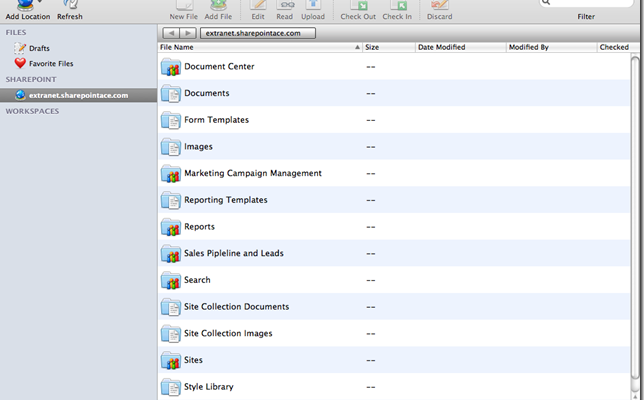 Add Location Refresh New File Add File Edit Read Upload Check Out Check In Discard Filter
FILES
Drafts
Favorite Files
SHAREPOINT
extranet.sharepointace.com
WORKSPACES
extranet.sharepointace.com
File Name Size Date Modified Modified By Checked
Document Center --
Documents --
Form Templates --
Images --
Marketing Campaign Management --
Reporting Templates --
Reports --
Sales Pipleline and Leads --
Search --
Site Collection Documents --
Site Collection Images --
Sites --
Style Library --